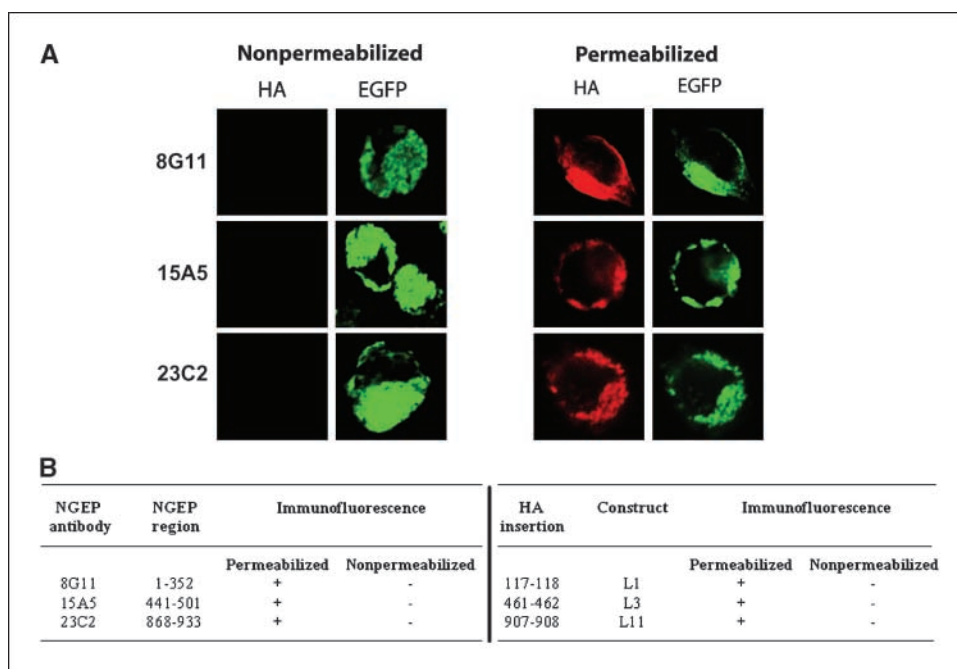 A
Nonpermeabilized Permeabilized
HA EGFP HA EGFP
8G11
15A5
23C2
B
NGEP antibody NGEP region Immunofluorescence HA insertion Construct Immunofluorescence
Permeabilized Nonpermeabilized Permeabilized Nonpermeabilized
8G11 1-352 + - 117-118 L1 + -
15A5 441-501 + - 461-462 L3 + -
23C2 868-933 + - 907-908 L11 + -